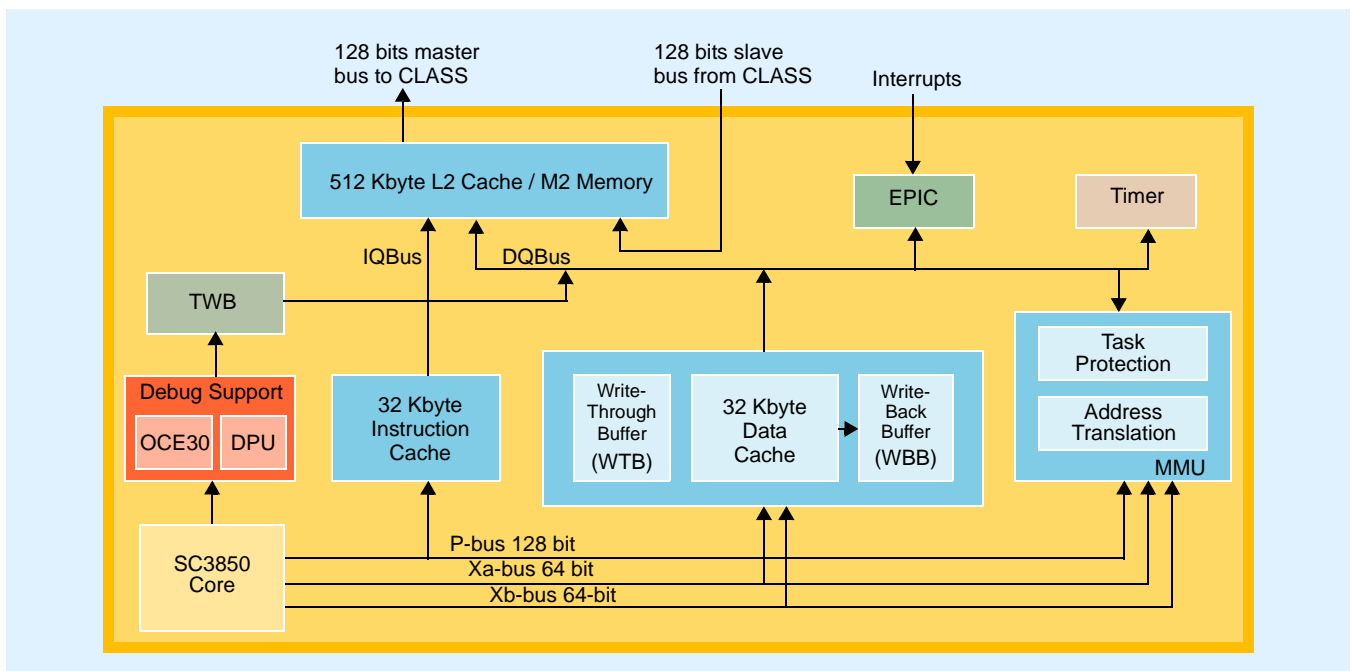 128 bits master
bus to CLASS
128 bits slave
bus from CLASS
Interrupts
512 Kbyte L2 Cache / M2 Memory
EPIC
Timer
IQBus
DQBus
TWB
Task
Protection
Address
Translation
MMU
Debug Support
OCE30
DPU
32 Kbyte
Instruction
Cache
Write-
Through
Buffer
(WTB)
32 Kbyte
Data
Cache
Write-
Back
Buffer
(WBB)
SC3850
Core
P-bus 128 bit
Xa-bus 64 bit
Xb-bus 64-bit